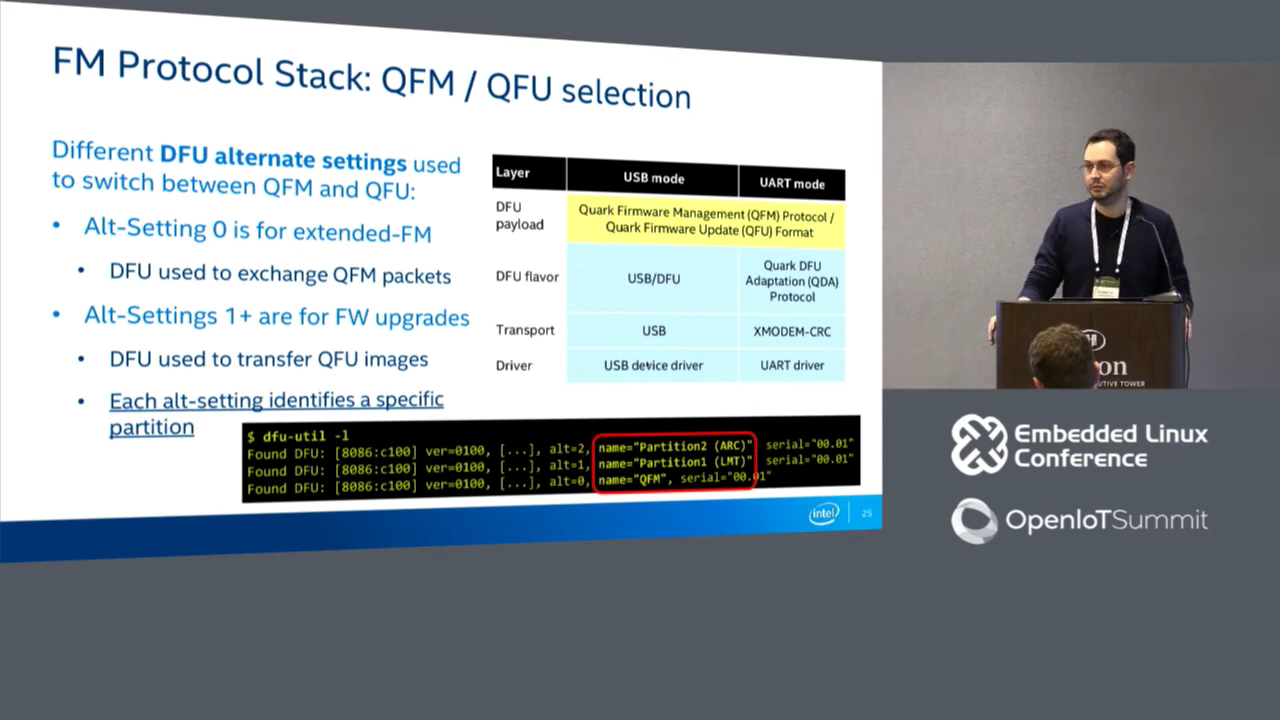 FM Protocol Stack: QFM / QFU selection
Different DFU alternate settings used
to switch between QFM and QFU:
• Alt-Setting 0 is for extended-FM
• DFU used to exchange QFM packets
• Alt-Settings 1+ are for FW upgrades
• DFU used to transfer QFU images
• Each alt-setting identifies a specific
partition
Layer USB mode UART mode
DFU
payload
Quark Firmware Management (QFM) Protocol /
Quark Firmware Update (QFU) Format
DFU flavor
USB/DFU
Quark DFU
Adaptation (QDA)
Protocol
Transport USB XMODEM-CRC
Driver USB device driver UART driver
$ dfu-util -l
Found DFU: [8086:c100] ver=0100, [...], alt=2, name="Partition2 (ARC)" serial="00.01"
Found DFU: [8086:c100] ver=0100, [...], alt=1, name="Partition1 (LMT)" serial="00.01"
Found DFU: [8086:c100] ver=0100, [...], alt=0, name="QFM", serial="00.01"
intel
25
EXECUTIVE TOWER
Embedded Linux
Conference
OpenIoTSummit